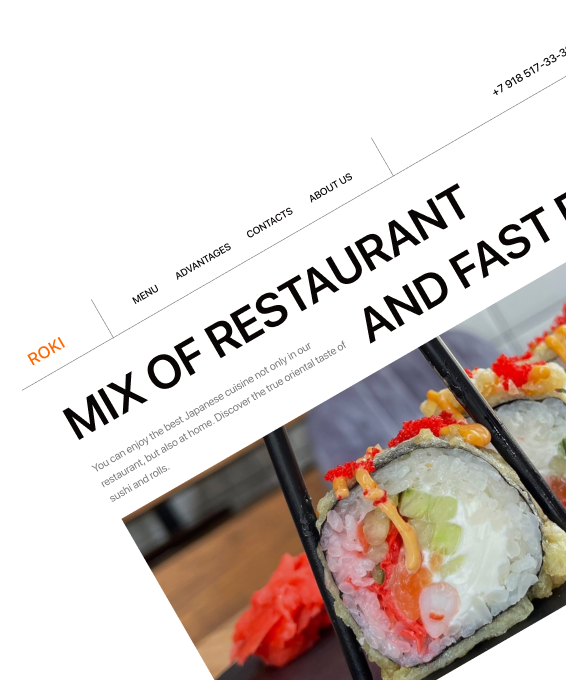 ROKI
MENU
ADVANTAGES
CONTACTS
ABOUT US
+7 918 517-33-3
MIX OF RESTAURANT
AND FAST
You can enjoy the best Japanese cuisine not only in our
restaurant, but also at home. Discover the true oriental taste of
sushi and rolls.